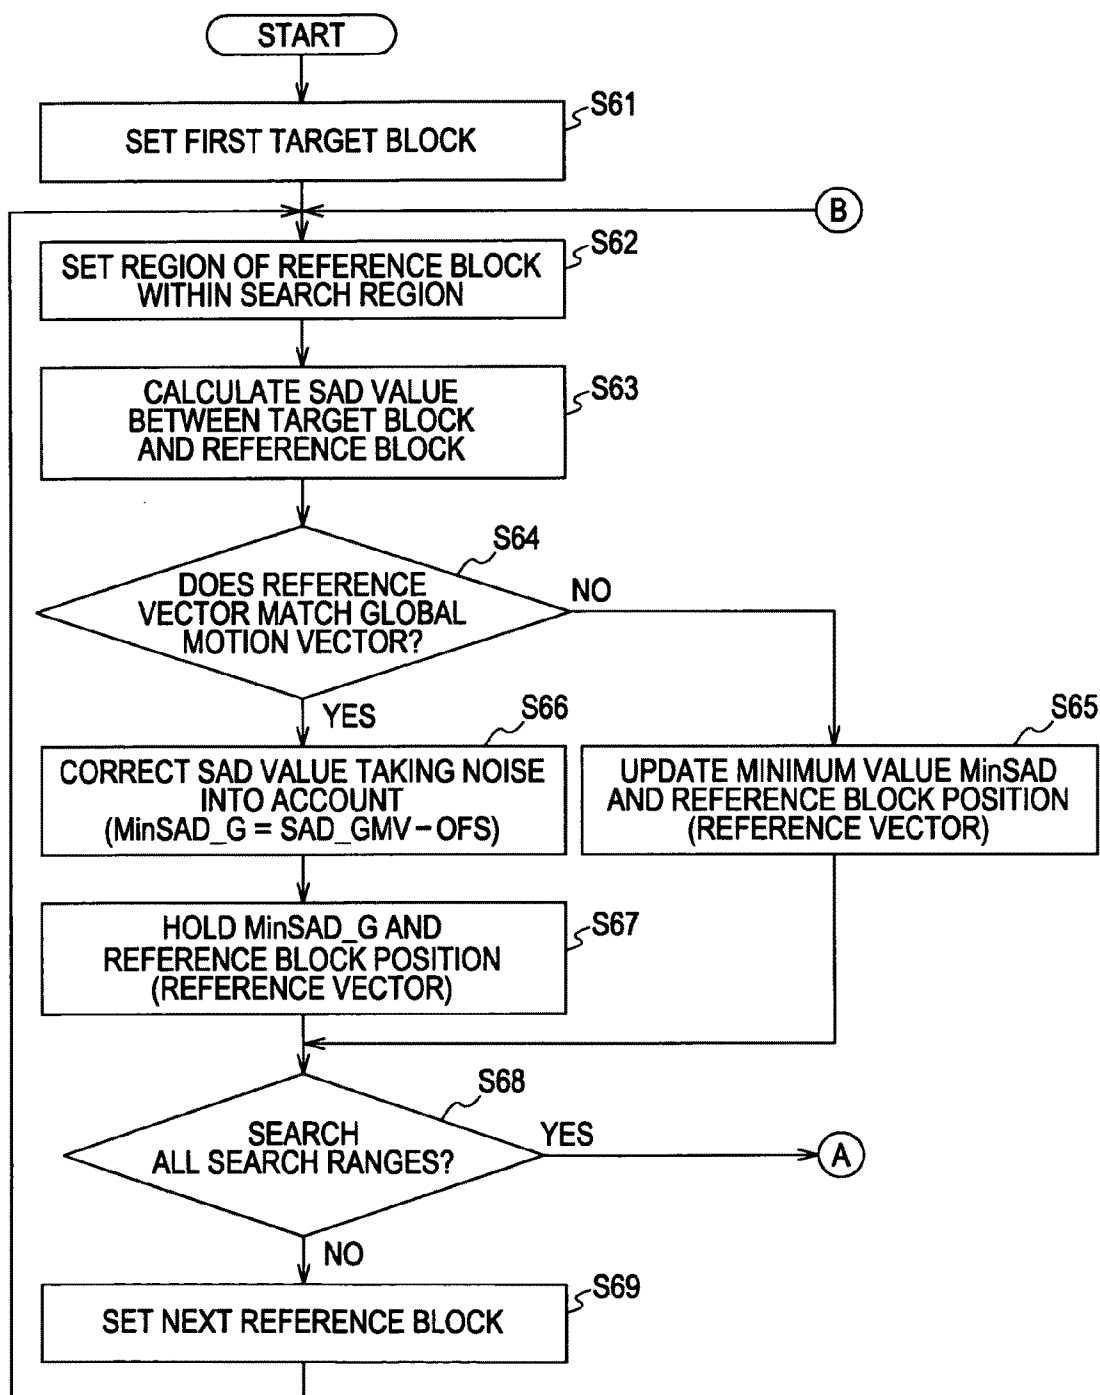 START
S61
SET FIRST TARGET BLOCK
B
S62
SET REGION OF REFERENCE BLOCK
WITHIN SEARCH REGION
S63
CALCULATE SAD VALUE
BETWEEN TARGET BLOCK
AND REFERENCE BLOCK
S64
DOES REFERENCE
VECTOR MATCH GLOBAL
MOTION VECTOR?
NO
YES
S66
CORRECT SAD VALUE TAKING NOISE
INTO ACCOUNT
(MinSAD_G = SAD_GMV - OFS)
S65
UPDATE MINIMUM VALUE MinSAD
AND REFERENCE BLOCK POSITION
(REFERENCE VECTOR)
S67
HOLD MinSAD_G AND
REFERENCE BLOCK POSITION
(REFERENCE VECTOR)
S68
SEARCH
ALL SEARCH RANGES?
YES
A
NO
S69
SET NEXT REFERENCE BLOCK